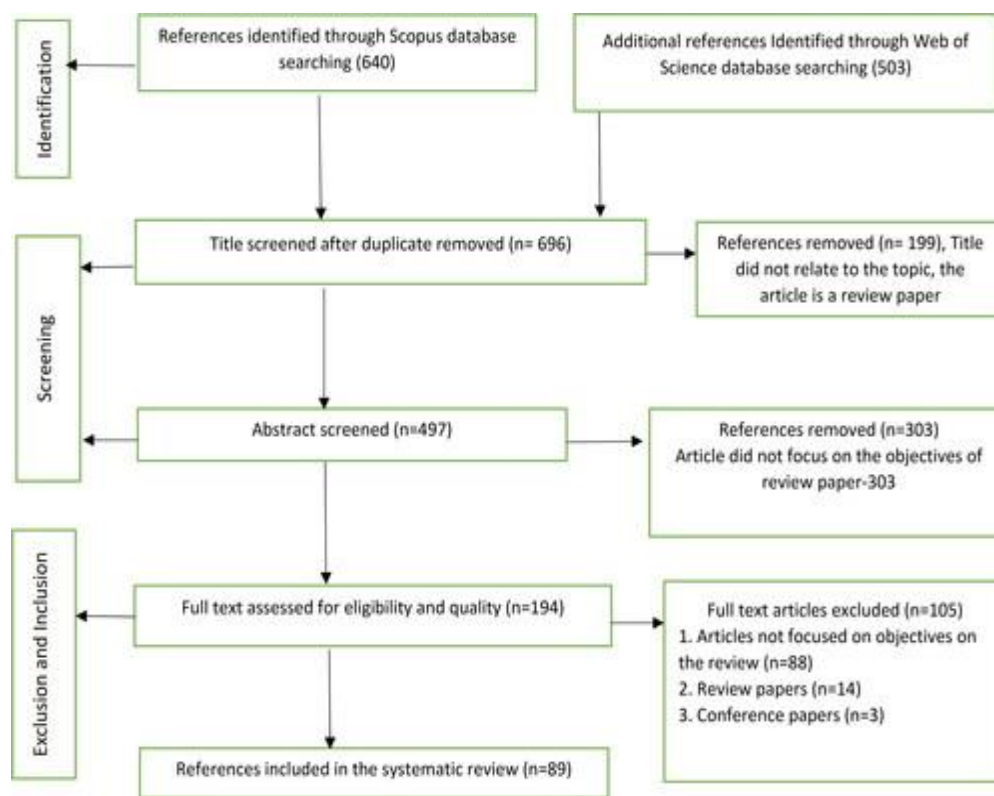 Identification
References identified through Scopus database
searching (640)
Additional references Identified through Web of
Science database searching (503)
Screening
Title screened after duplicate removed (n= 696)
References removed (n= 199), Title
did not relate to the topic, the
article is a review paper
Abstract screened (n=497)
References removed (n=303)
Article did not focus on the objectives of
review paper-303
Exclusion and Inclusion
Full text assessed for eligibility and quality (n=194)
Full text articles excluded (n=105)
1. Articles not focused on objectives on
the review (n=88)
2. Review papers (n=14)
3. Conference papers (n=3)
References included in the systematic review (n=89)